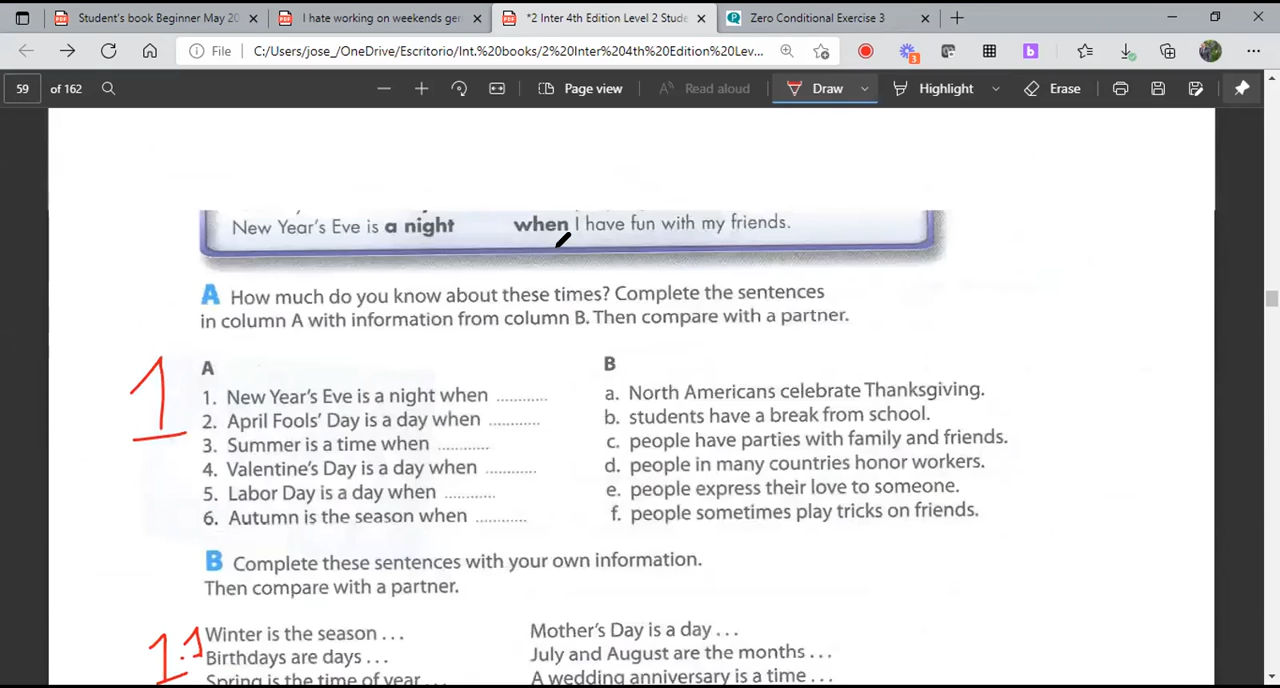 Student's book Beginner May 20
I hate working on weekends ger
*2 Inter 4th Edition Level 2 Stude
Zero Conditional Exercise 3
File
C:/Users/jose_/OneDrive/Escritorio/Int.%20books/2%20Inter%204th%20Edition%20Lev...
3
b
59 of 162
Page view
Read aloud
Draw
Highlight
Erase
New Year's Eve is a night when I have fun with my friends.
A How much do you know about these times? Complete the sentences
in column A with information from column B. Then compare with a partner.
1
A
B
1. New Year's Eve is a night when ............
a. North Americans celebrate Thanksgiving.
2. April Fools' Day is a day when ............
b. students have a break from school.
3. Summer is a time when ............
c. people have parties with family and friends.
4. Valentine's Day is a day when ............
d. people in many countries honor workers.
5. Labor Day is a day when ............
e. people express their love to someone.
6. Autumn is the season when ............
f. people sometimes play tricks on friends.
B Complete these sentences with your own information.
Then compare with a partner.
1.1
Winter is the season ...
Mother's Day is a day ...
Birthdays are days ...
July and August are the months ...
Spring is the time of year ...
A wedding anniversary is a time ...